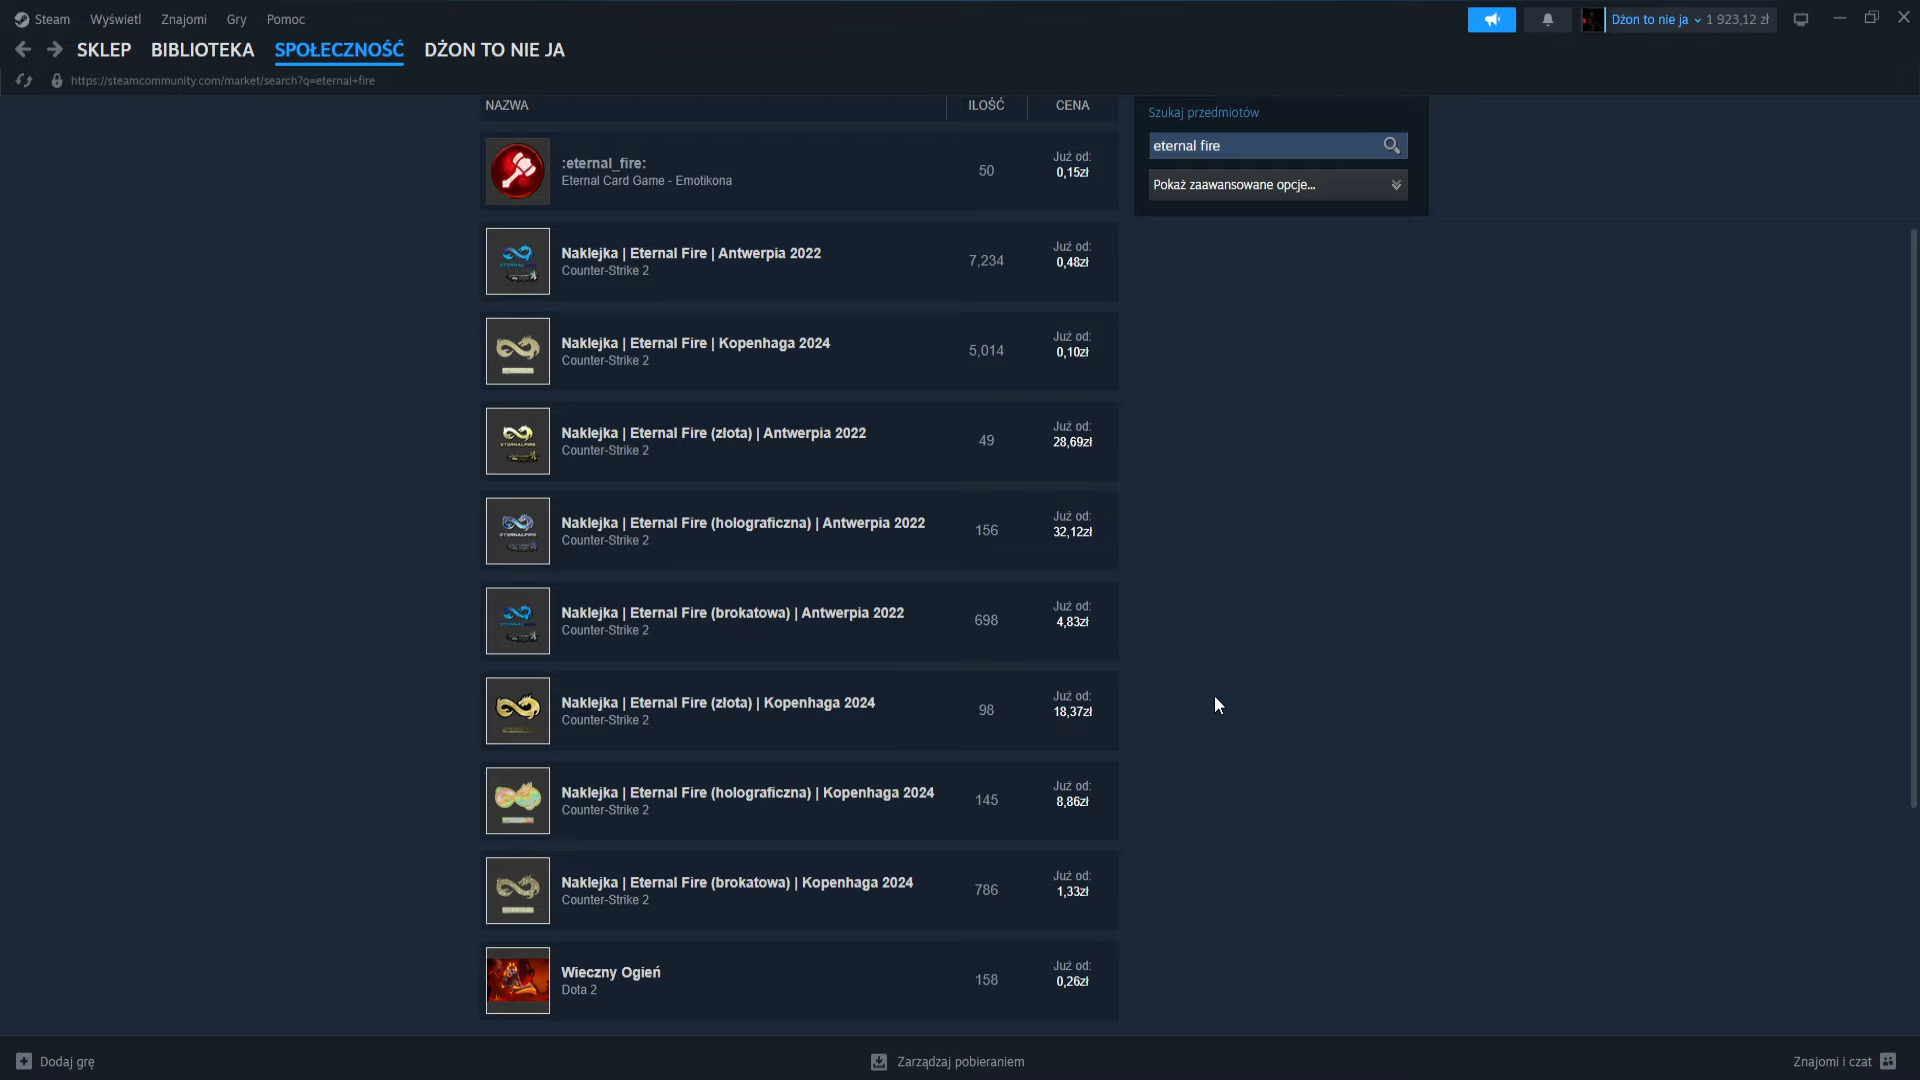 Steam Wyświetl Znajomi Gry Pomoc
Dżon to nie ja 1 923,12 zł
SKLEP BIBLIOTEKA SPOŁECZNOŚĆ DŻON TO NIE JA
https://steamcommunity.com/market/search?q=eternal+fire
NAZWA ILOŚĆ CENA
:eternal_fire:
Eternal Card Game - Emotikona
50
Już od:
0,15zł
Naklejka | Eternal Fire | Antwerpia 2022
Counter-Strike 2
7,234
Już od:
0,48zł
Naklejka | Eternal Fire | Kopenhaga 2024
Counter-Strike 2
5,014
Już od:
0,10zł
Naklejka | Eternal Fire (złota) | Antwerpia 2022
Counter-Strike 2
49
Już od:
28,69zł
Naklejka | Eternal Fire (holograficzna) | Antwerpia 2022
Counter-Strike 2
156
Już od:
32,12zł
Naklejka | Eternal Fire (brokatowa) | Antwerpia 2022
Counter-Strike 2
698
Już od:
4,83zł
Naklejka | Eternal Fire (złota) | Kopenhaga 2024
Counter-Strike 2
98
Już od:
18,37zł
Naklejka | Eternal Fire (holograficzna) | Kopenhaga 2024
Counter-Strike 2
145
Już od:
8,86zł
Naklejka | Eternal Fire (brokatowa) | Kopenhaga 2024
Counter-Strike 2
786
Już od:
1,33zł
Wieczny Ogień
Dota 2
158
Już od:
0,26zł
Szukaj przedmiotów
eternal fire
Pokaż zaawansowane opcje...
Dodaj grę
Zarządzaj pobieraniem
Znajomi i czat